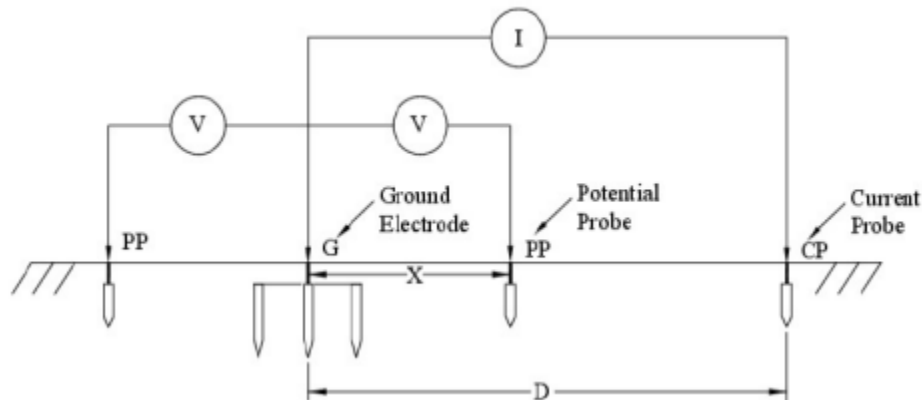 I
V
V
Ground
Electrode
Potential
Probe
Current
Probe
PP
G
PP
CP
X
D